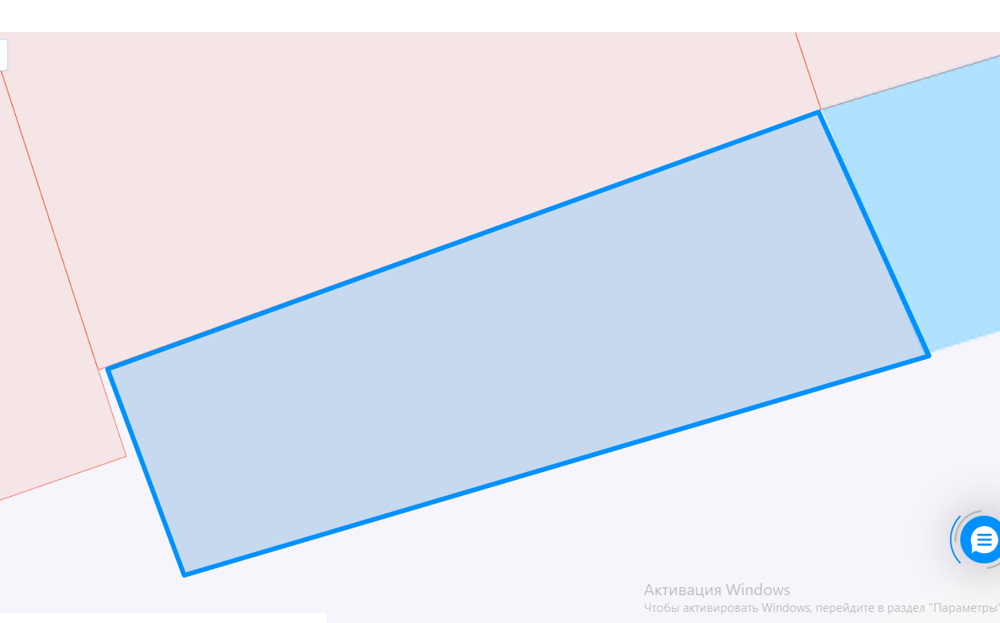 Активация Windows
Чтобы активировать Windows, перейдите в раздел "Параметры